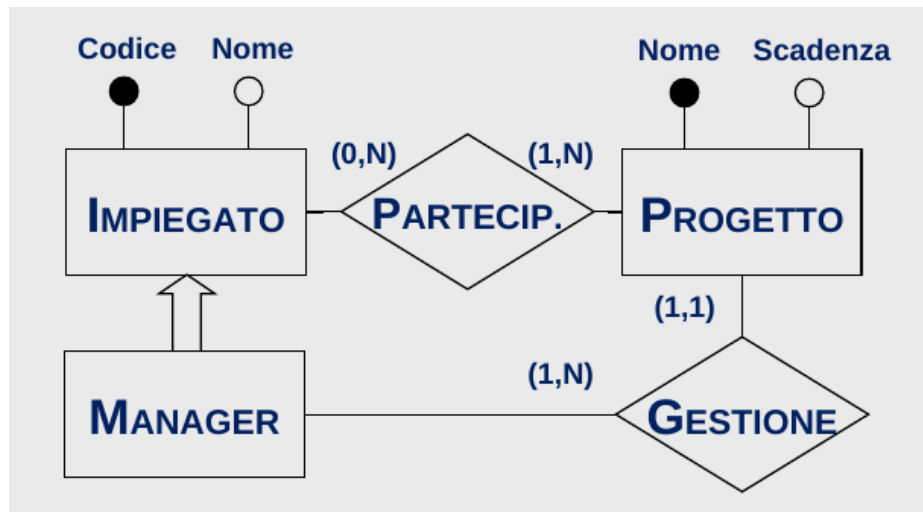 Codice Nome
Nome Scadenza
(0,N) (1,N)
IMPIEGATO PARTECIP. PROGETTO
(1,1)
(1,N)
MANAGER GESTIONE